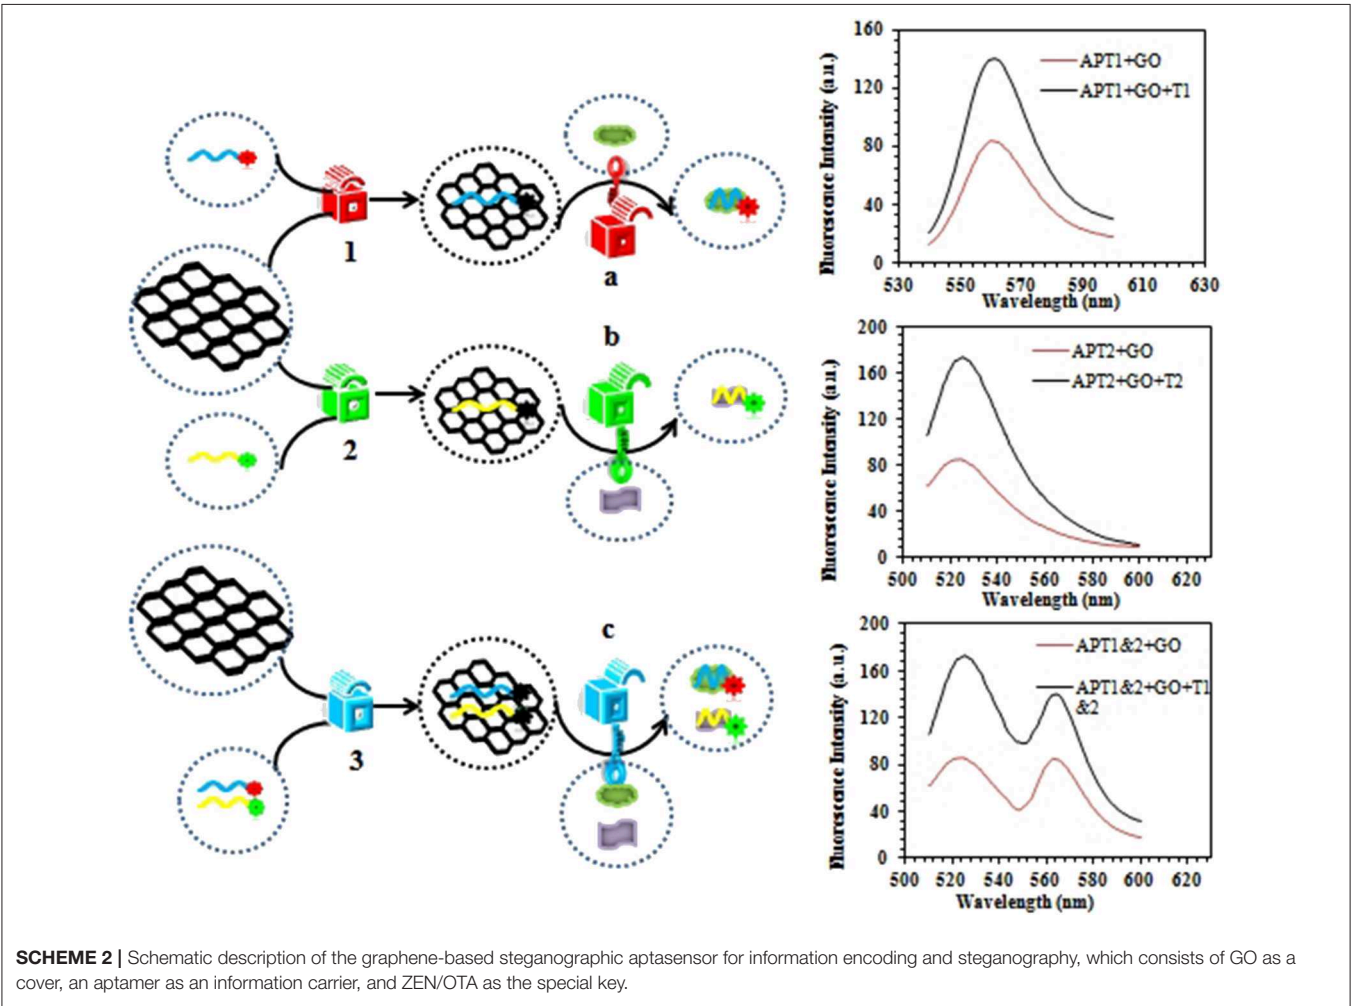 1
a
b
2
c
3
160
120
80
40
0
Fluorescence Intensity (a.u.)
APT1+GO
APT1+GO+T1
530 550 570 590 610 630
Wavelength (nm)
200
160
120
80
40
0
Fluorescence Intensity (a.u.)
APT2+GO
APT2+GO+T2
500 520 540 560 580 600 620
Wavelength (nm)
200
160
120
80
40
0
Fluorescence Intensity (a.u.)
APT1&2+GO
APT1&2+GO+T1
&2
500 520 540 560 580 600 620
Wavelength (nm)
SCHEME 2 | Schematic description of the graphene-based steganographic aptasensor for information encoding and steganography, which consists of GO as a
cover, an aptamer as an information carrier, and ZEN/OTA as the special key.